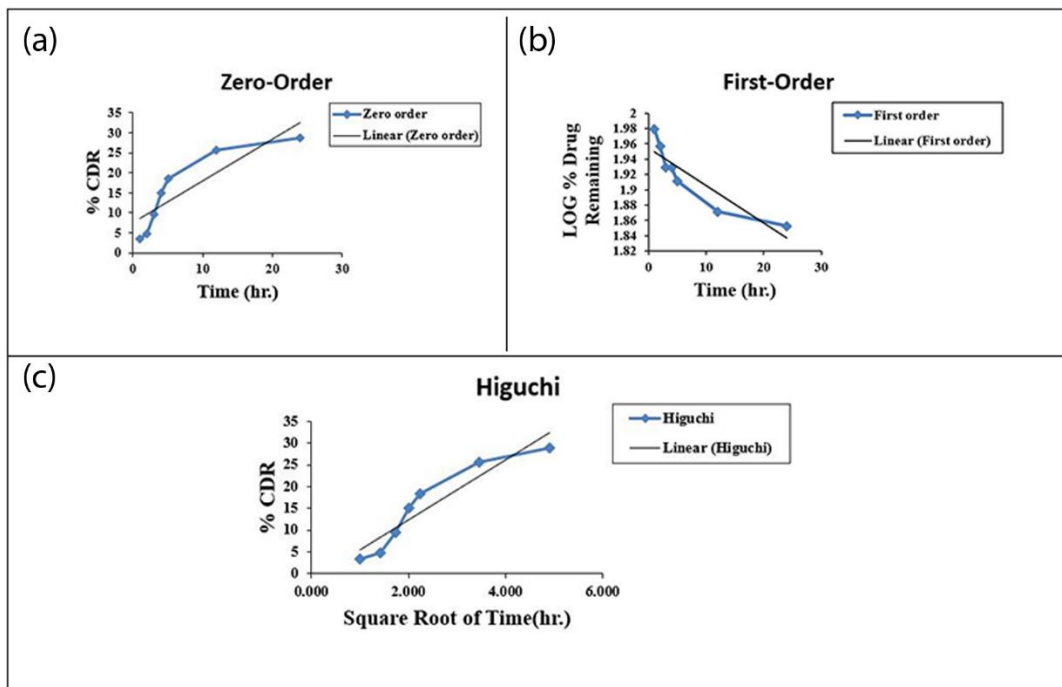 (a)
Zero-Order
Zero order
Linear (Zero order)
% CDR
35
30
25
20
15
10
5
0
0 10 20 30
Time (hr.)
(b)
First-Order
First order
Linear (First order)
LOG % Drug
Remaining
2
1.98
1.96
1.94
1.92
1.9
1.88
1.86
1.84
1.82
0 10 20 30
Time (hr.)
(c)
Higuchi
Higuchi
Linear (Higuchi)
% CDR
35
30
25
20
15
10
5
0
0.000 2.000 4.000 6.000
Square Root of Time(hr.)